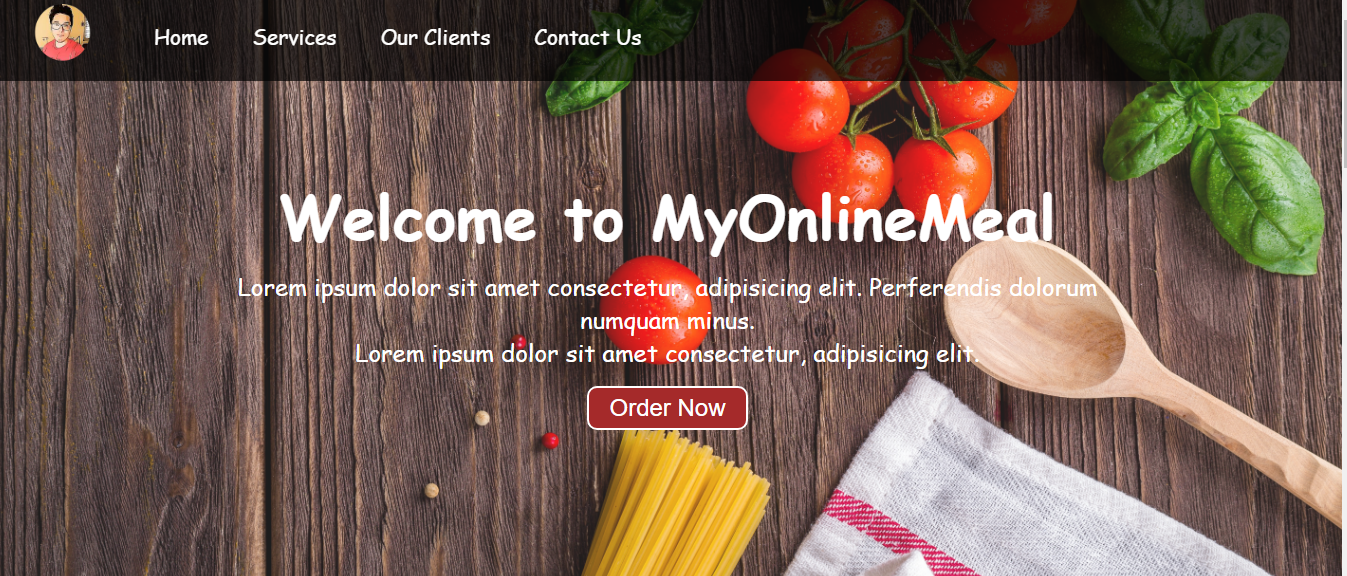 Home Services Our Clients Contact Us
Welcome to MyOnlineMeal
Lorem ipsum dolor sit amet consectetur, adipisicing elit. Perferendis dolorum
numquam minus.
Lorem ipsum dolor sit amet consectetur, adipisicing elit.
Order Now